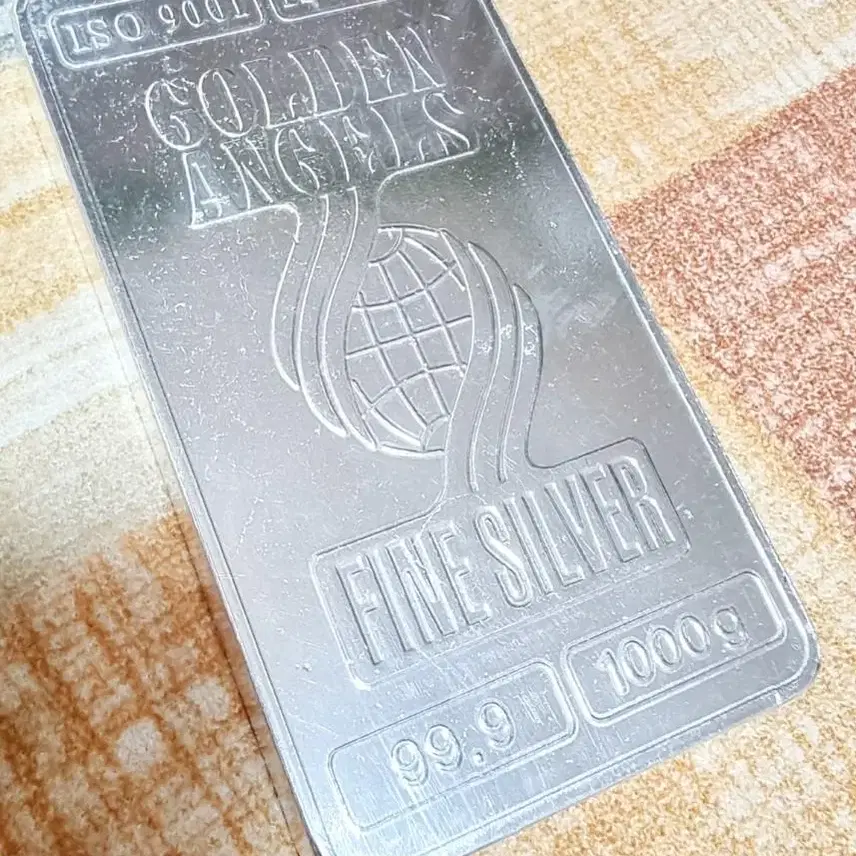 ISO 9001
GOLDEN
ANGELS
FINE SILVER
99.9
1000g